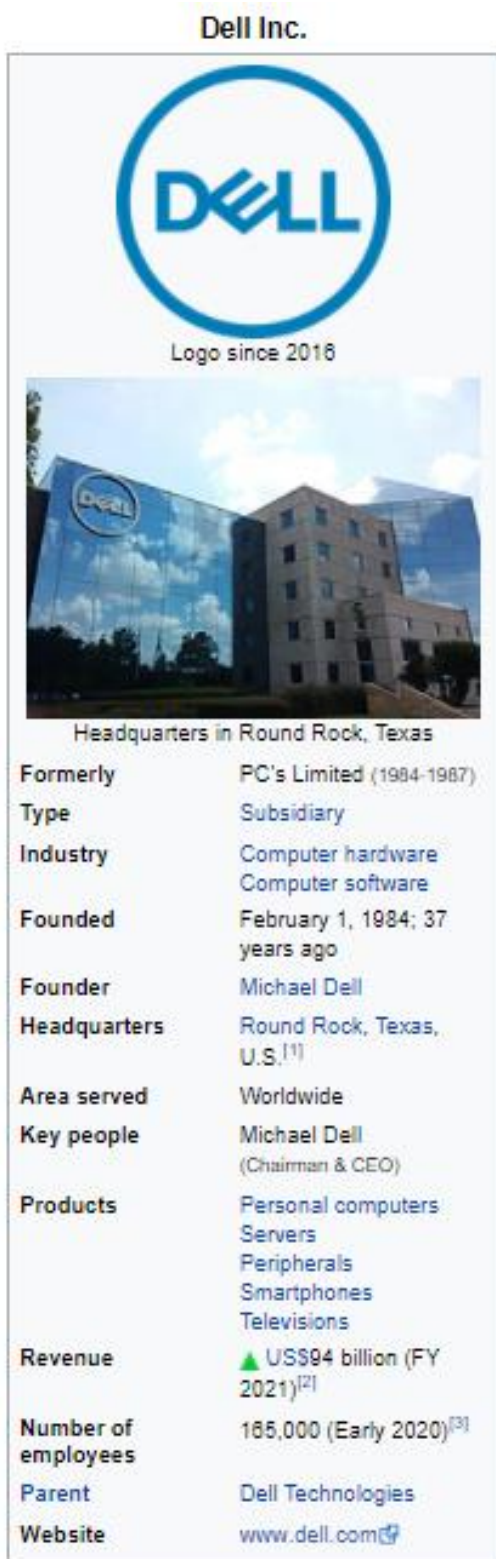 Dell Inc.
DELL
Logo since 2016
DELL
Headquarters in Round Rock, Texas
Formerly PC's Limited (1984-1987)
Type Subsidiary
Industry Computer hardware
Computer software
Founded February 1, 1984; 37
years ago
Founder Michael Dell
Headquarters Round Rock, Texas,
U.S.[1]
Area served Worldwide
Key people Michael Dell
(Chairman & CEO)
Products Personal computers
Servers
Peripherals
Smartphones
Televisions
Revenue ▲ US$94 billion (FY
2021)[2]
Number of 165,000 (Early 2020)[3]
employees
Parent Dell Technologies
Website www.dell.com